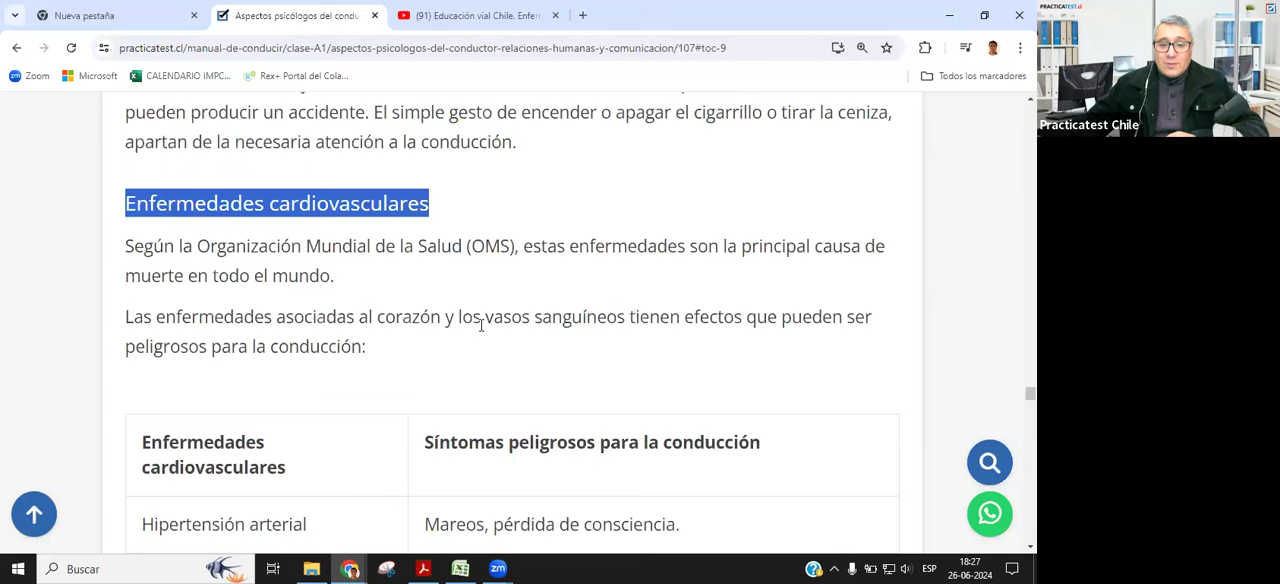 Nueva pestaña
Aspectos psicólogos del co
(91) Educación vial Chile: Enfer
practicatest.cl/manual-de-conducir/clase-A1/aspectos-psicologos-del-conductor-relaciones-humanas-y-comunicacion/107#toc-9
Zoom
Microsoft
CALENDARIO IMPC...
Rex+ Portal del Cola...
Todos los marcadores
pueden producir un accidente. El simple gesto de encender o apagar el cigarrillo o tirar la ceniza,
apartan de la necesaria atención a la conducción.
Enfermedades cardiovasculares
Según la Organización Mundial de la Salud (OMS), estas enfermedades son la principal causa de
muerte en todo el mundo.
Las enfermedades asociadas al corazón y los vasos sanguíneos tienen efectos que pueden ser
peligrosos para la conducción:
Enfermedades
cardiovasculares
Síntomas peligrosos para la conducción
Hipertensión arterial
Mareos, pérdida de consciencia.
PRACTICATEST.cl
Practicatest Chile
Buscar
zm
ESP
18:27
26-06-2024